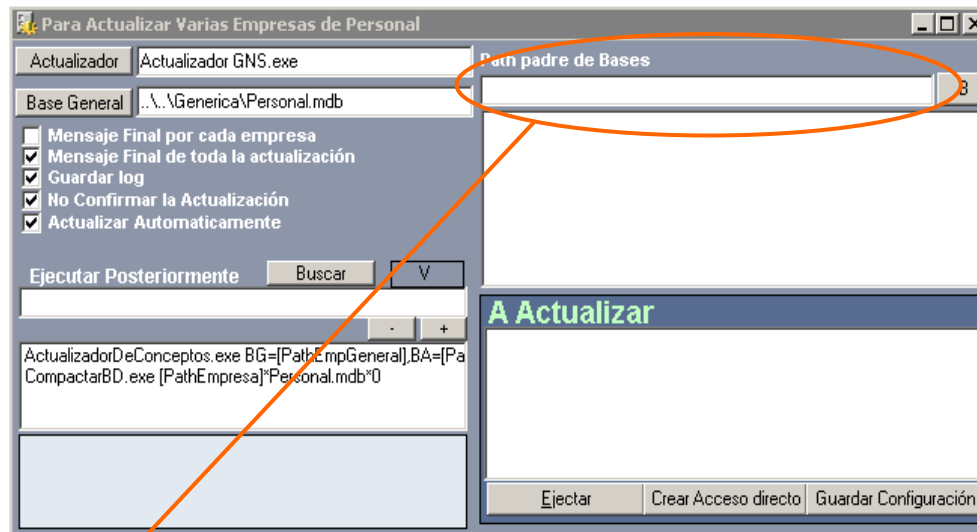 Para Actualizar Varias Empresas de Personal
Actualizador
Actualizador GNS.exe
Base General
..\..\Generica\Personal.mdb
Mensaje Final por cada empresa
Mensaje Final de toda la actualización
Guardar log
No Confirmar la Actualización
Actualizar Automaticamente
Ejecutar Posteriormente
Buscar
V
- +
ActualizadorDeConceptos.exe BG=[PathEmpGeneral],BA=[Pa
CompactarBD.exe [PathEmpresa]*Personal.mdb*0
Path padre de Bases
B
A Actualizar
Ejectar
Crear Acceso directo
Guardar Configuración